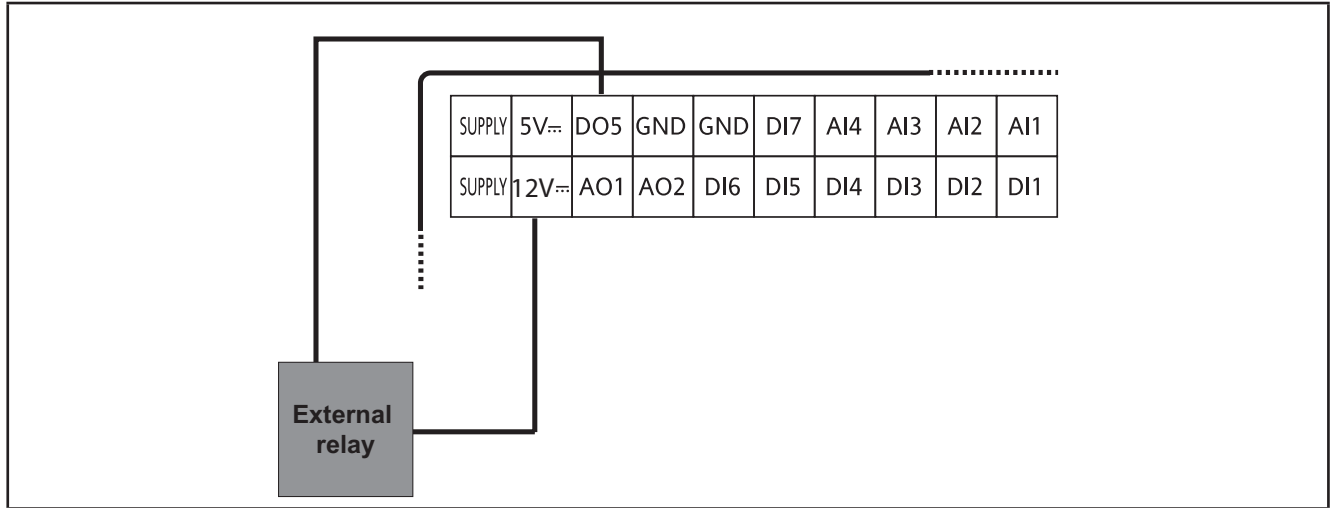 SUPPLY 5V⎓ DO5 GND GND DI7 AI4 AI3 AI2 AI1
SUPPLY 12V⎓ AO1 AO2 DI6 DI5 DI4 DI3 DI2 DI1
External
relay